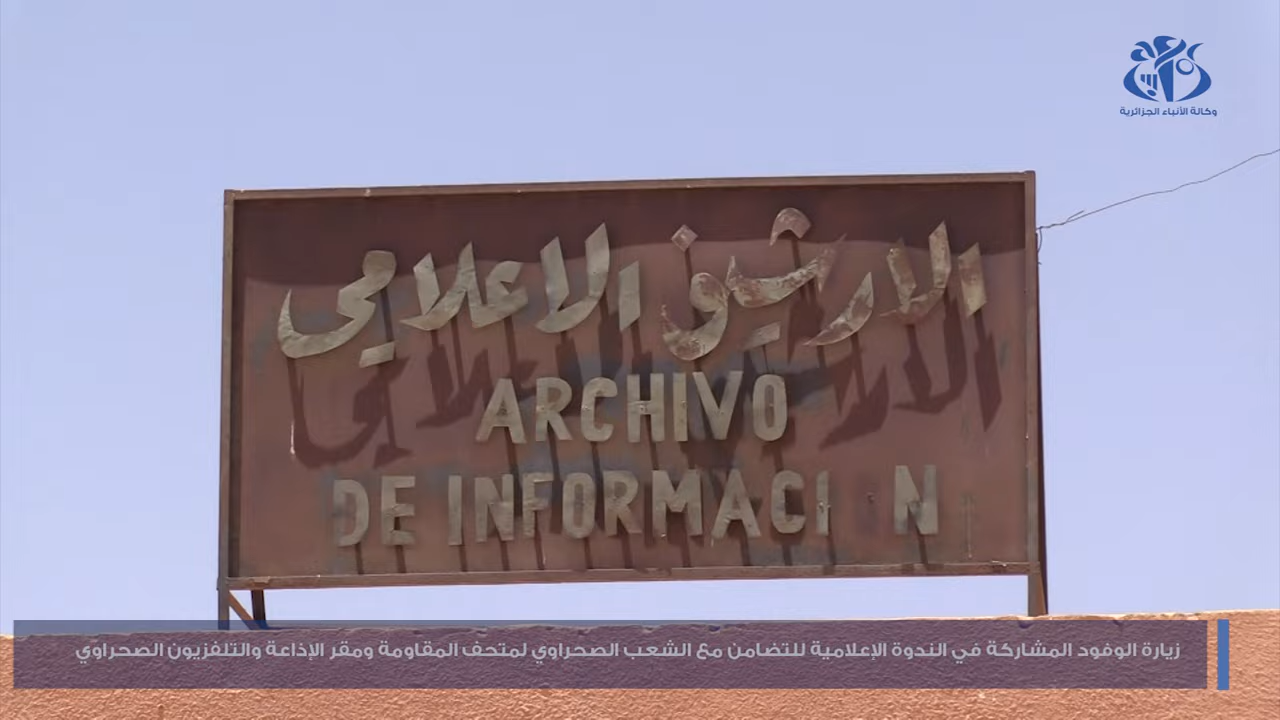 وكالة الأنباء الجزائرية
الارشيف الاعلامي
ARCHIVO
DE INFORMACI N
زيارة الوفود المشاركة في الندوة الإعلامية للتضامن مع الشعب الصحراوي لمتحف المقاومة ومقر الإذاعة والتلفزيون الصحراوي